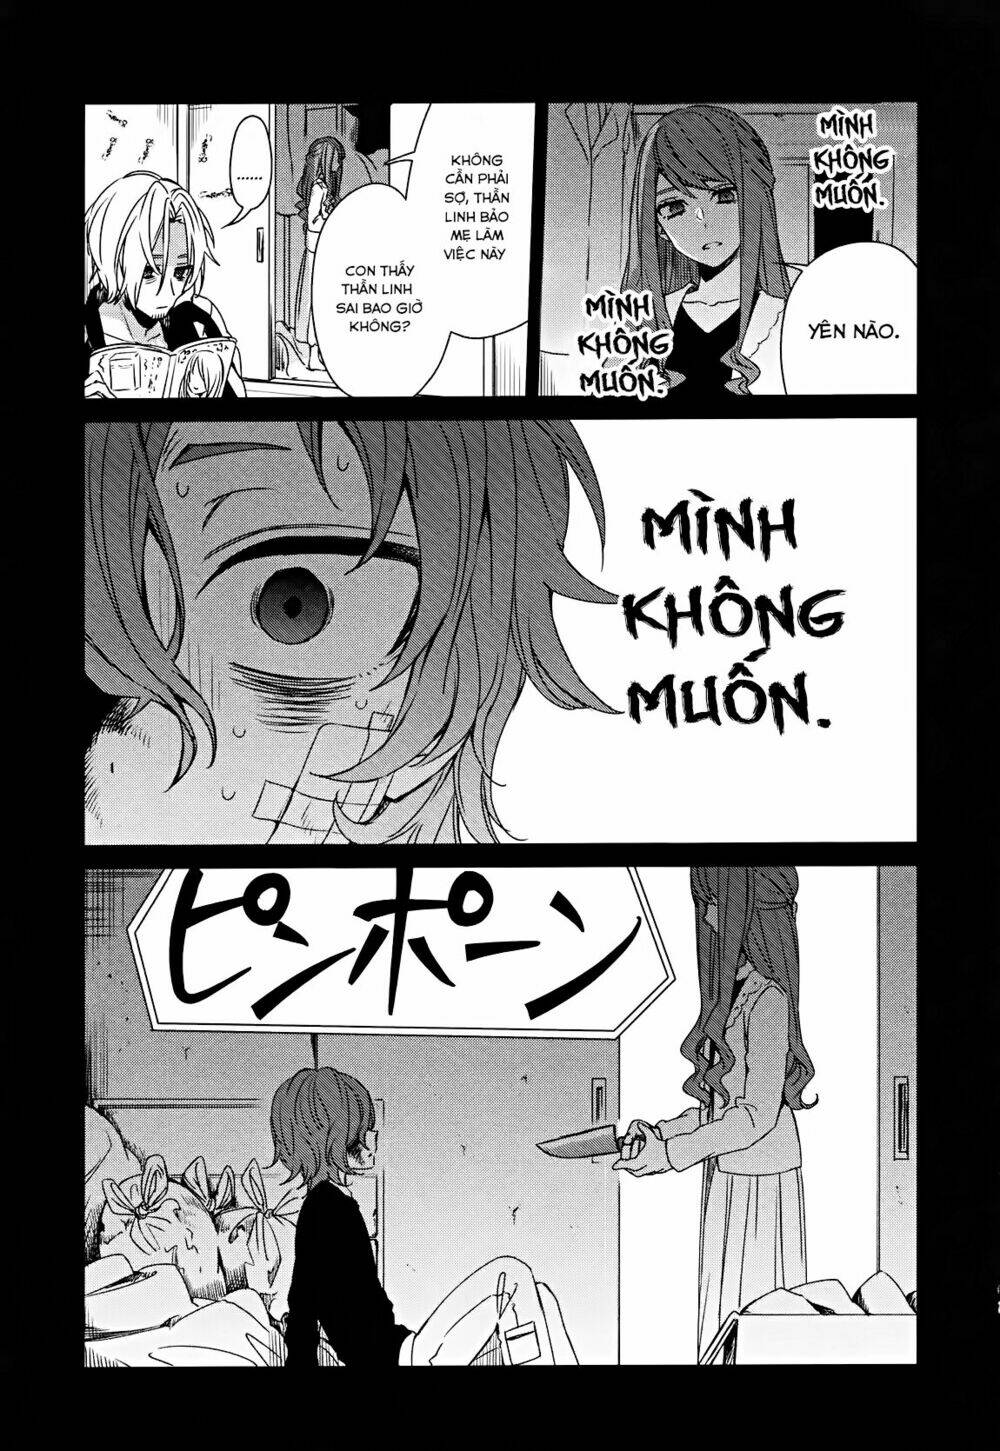 MÌNH
KHÔNG
MUỐN.
YÊN NÀO.
MÌNH
KHÔNG
MUỐN.
KHÔNG
CẦN PHẢI
SỢ, THẦN
LINH BẢO
MẸ LÀM
VIỆC NÀY
CON THẤY
THẦN LINH
SAI BAO GIỜ
KHÔNG?
........
MÌNH
KHÔNG
MUỐN.
ピンポーン